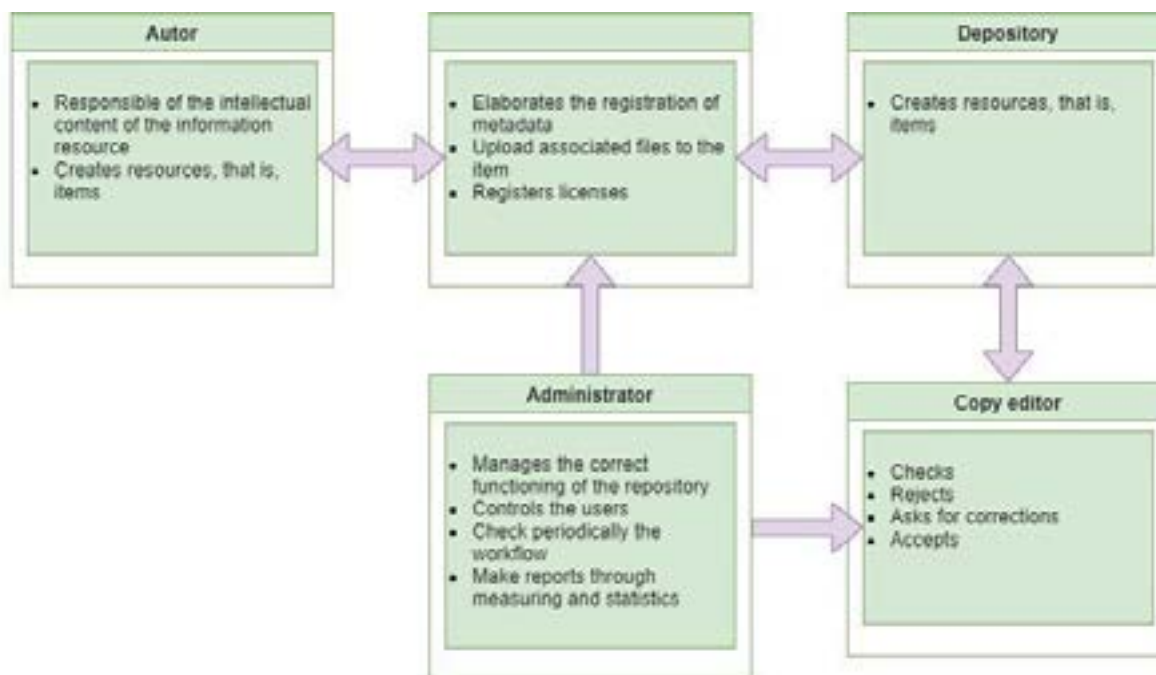 Autor
Responsible of the intellectual
content of the information
resource
Creates resources, that is,
items
Elaborates the registration of
metadata
Upload associated files to the
item
Registers licenses
Depository
Creates resources, that is,
items
Administrator
Manages the correct
functioning of the repository
Controls the users
Check periodically the
workflow
Make reports through
measuring and statistics
Copy editor
Checks
Rejects
Asks for corrections
Accepts